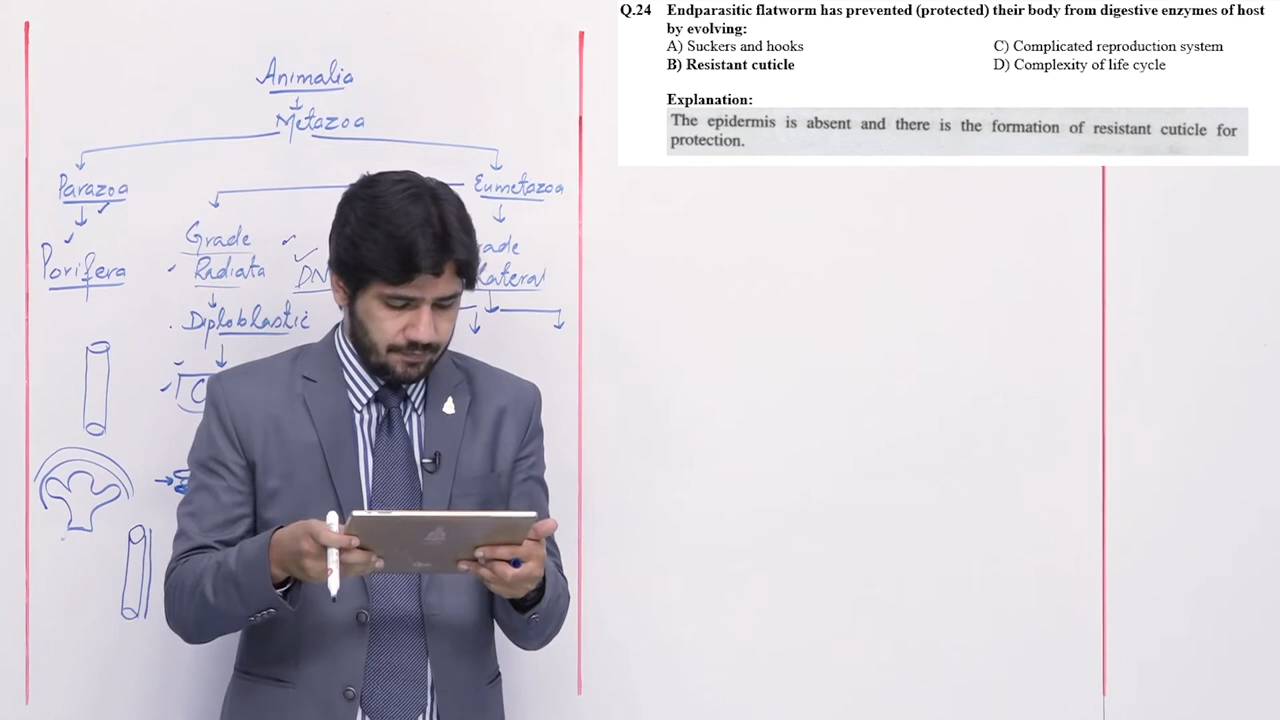 Q.24 Endparasitic flatworm has prevented (protected) their body from digestive enzymes of host
by evolving:
A) Suckers and hooks
C) Complicated reproduction system
B) Resistant cuticle
D) Complexity of life cycle
Explanation:
The epidermis is absent and there is the formation of resistant cuticle for
protection.
Animalia
Metazoa
Parazoa
Eumetazoa
Porifera
Grade
Radiata
Diploblastic